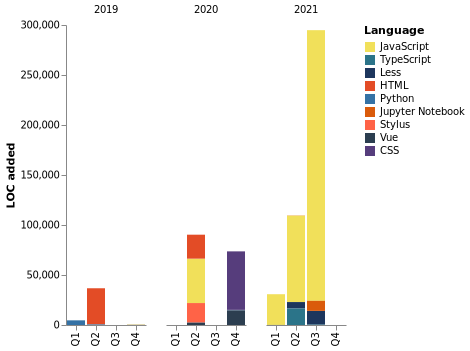 2019 2020 2021
Language
JavaScript
TypeScript
Less
HTML
Python
Jupyter Notebook
Stylus
Vue
CSS
LOC added
300,000
250,000
200,000
150,000
100,000
50,000
0
Q1 Q2 Q3 Q4 Q1 Q2 Q3 Q4 Q1 Q2 Q3 Q4